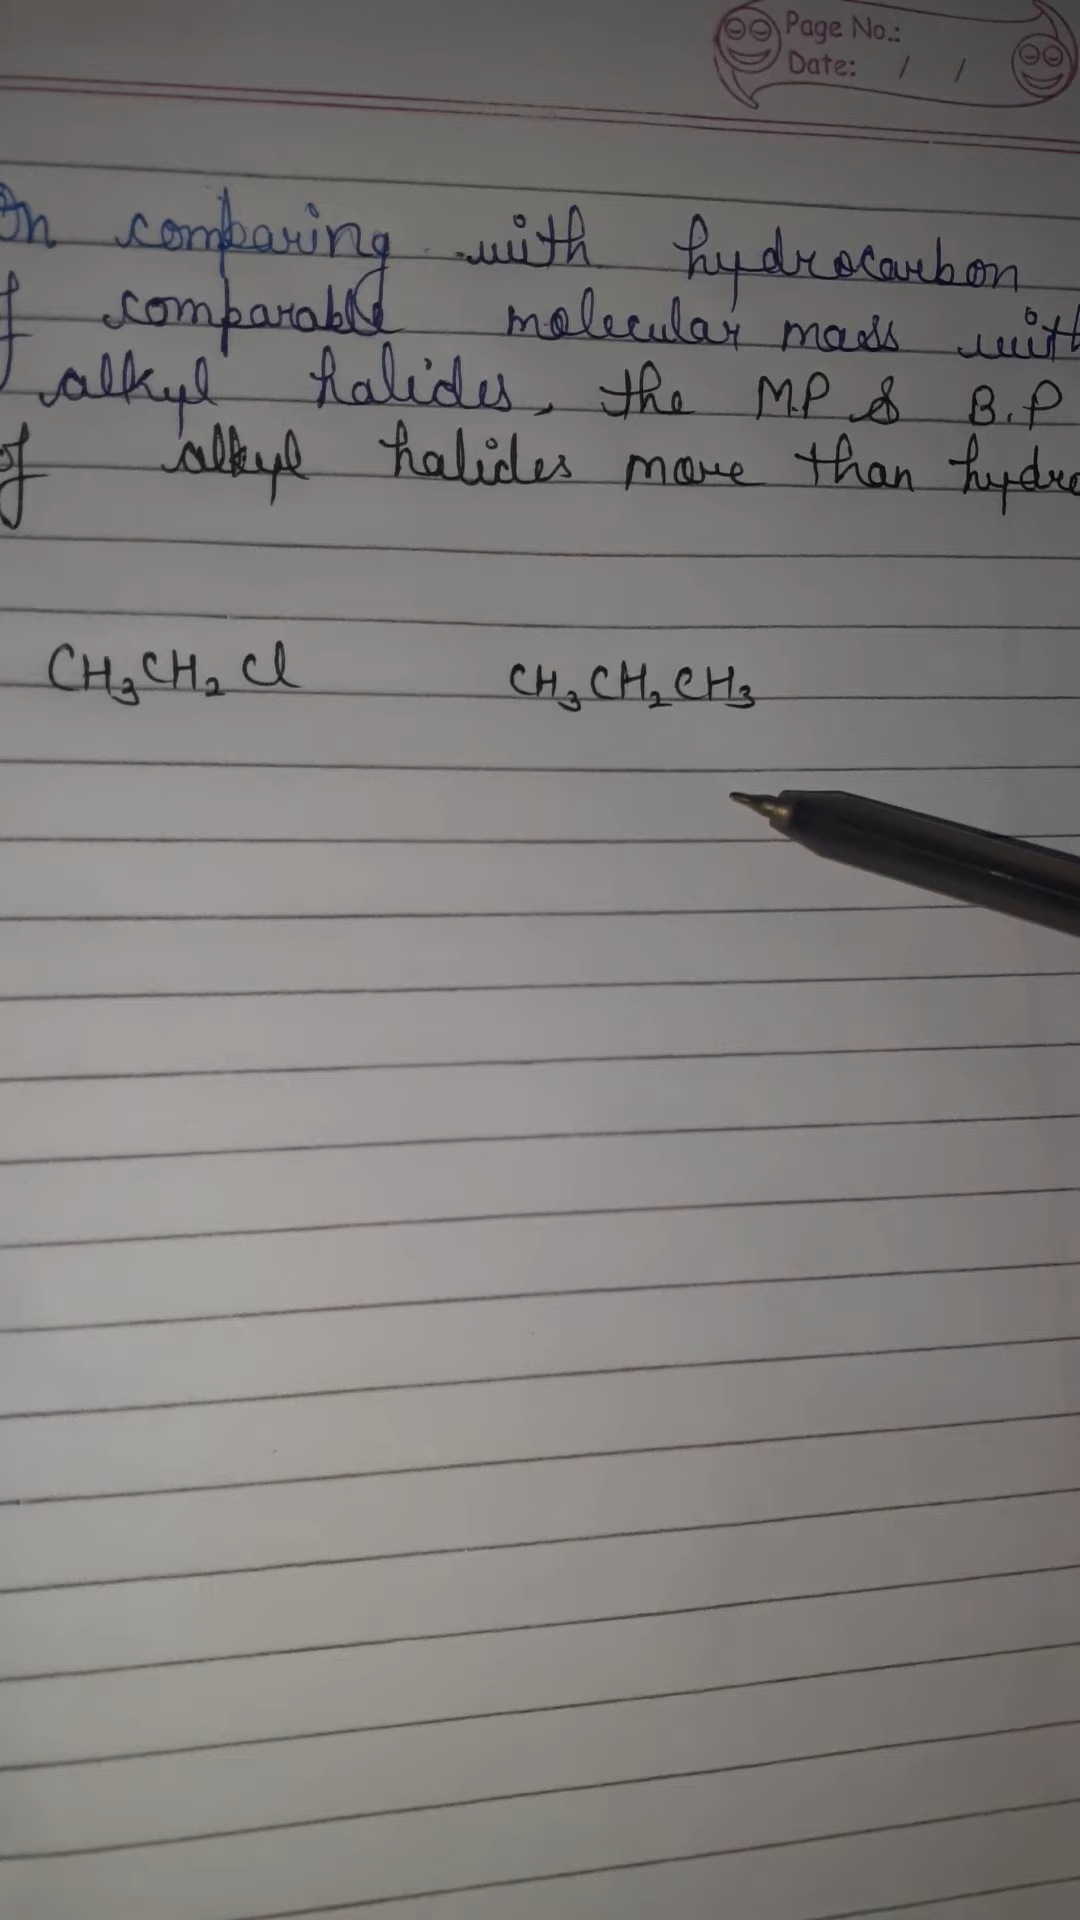 Page No.:
Date: / /
On comparing with hydrocarbon
of comparable molecular mass with
alkyl halides, the M.P & B.P
of alkyl halides more than hydro
CH₃CH₂Cl CH₃CH₂CH₃